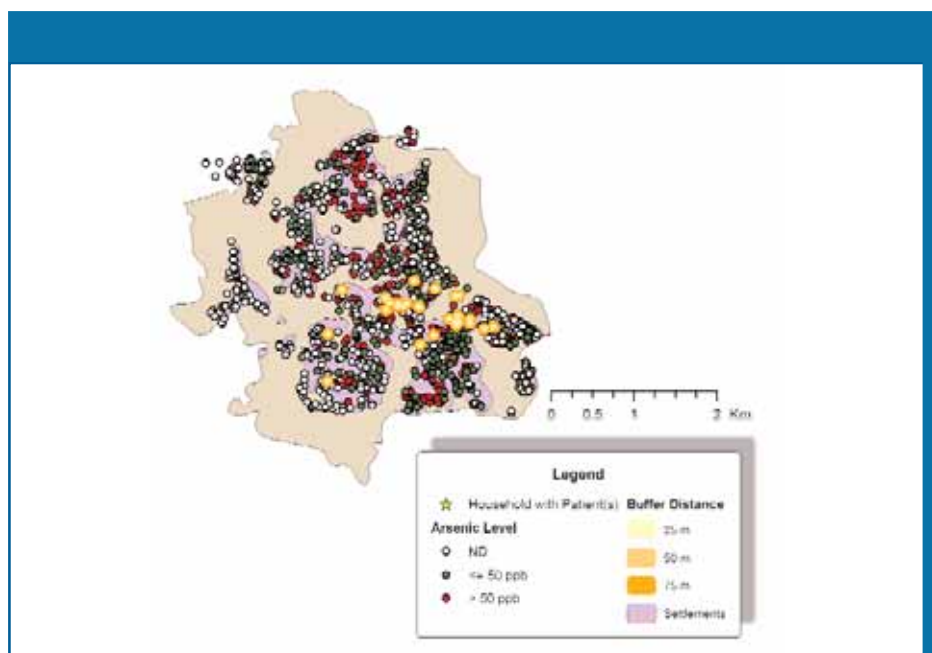 0 0.5 1 2 Km
Legend
Household with Patient(s)
Arsenic Level
ND
<= 50 ppb
> 50 ppb
Buffer Distance
25 m
50 m
75 m
Settlements